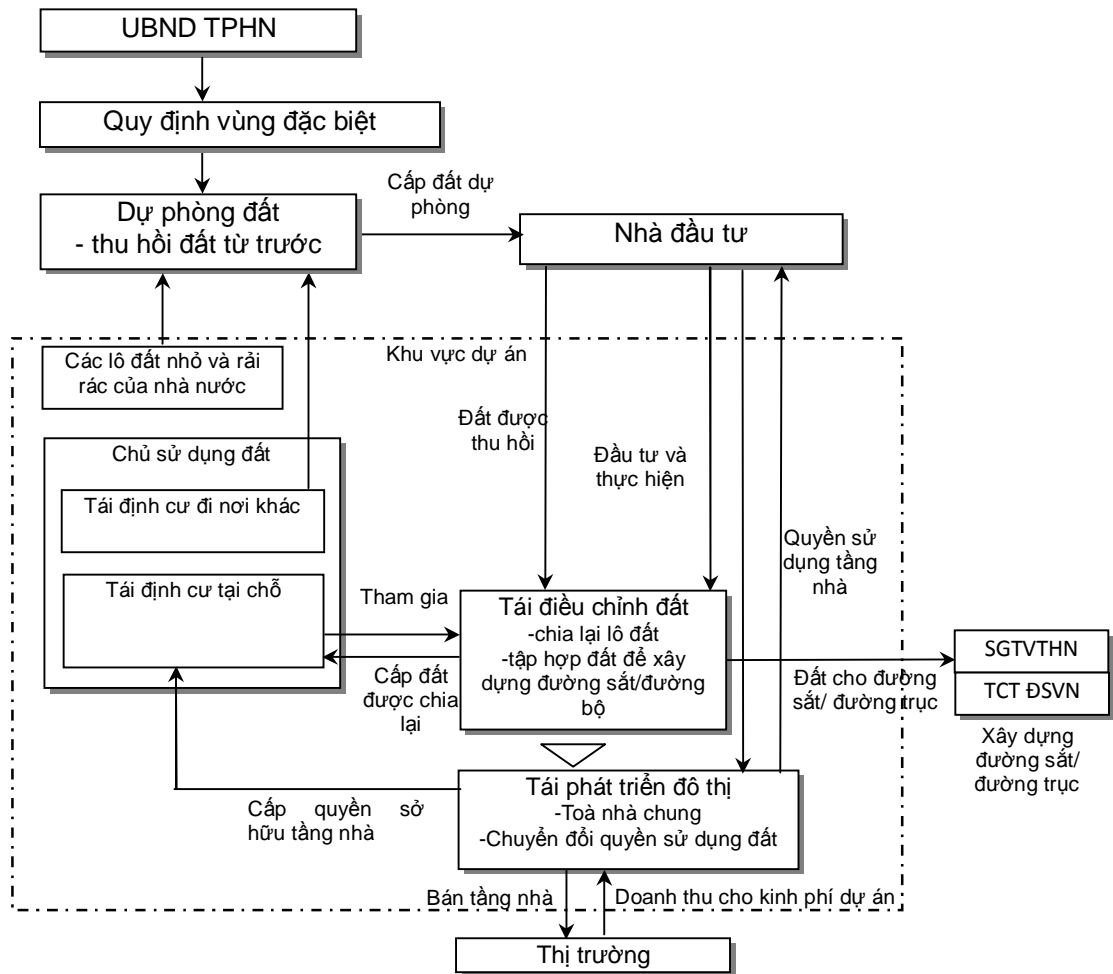 UBND TPHN
Quy định vùng đặc biệt
Dự phòng đất
- thu hồi đất từ trước
Cấp đất dự
phòng
Nhà đầu tư
Khu vực dự án
Các lô đất nhỏ và rải
rác của nhà nước
Đất được
thu hồi
Đầu tư và
thực hiện
Chủ sử dụng đất
Tái định cư đi nơi khác
Tái định cư tại chỗ
Quyền sử
dụng tầng
nhà
Tham gia
Cấp đất
được chia
lại
Tái điều chỉnh đất
-chia lại lô đất
-tập hợp đất để xây
dựng đường sắt/đường
bộ
Đất cho đường
sắt/ đường trục
SGTVTHN
TCT ĐSVN
Xây dựng
đường sắt/
đường trục
Tái phát triển đô thị
-Toà nhà chung
-Chuyển đổi quyền sử dụng đất
Cấp quyền sở
hữu tầng nhà
Bán tầng nhà
Doanh thu cho kinh phí dự án
Thị trường